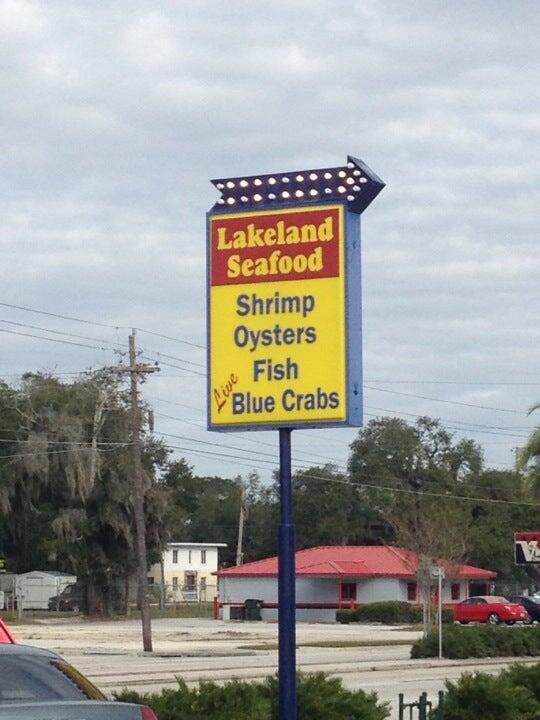 Lakeland
Seafood
Shrimp
Oysters
Fish
Live
Blue Crabs